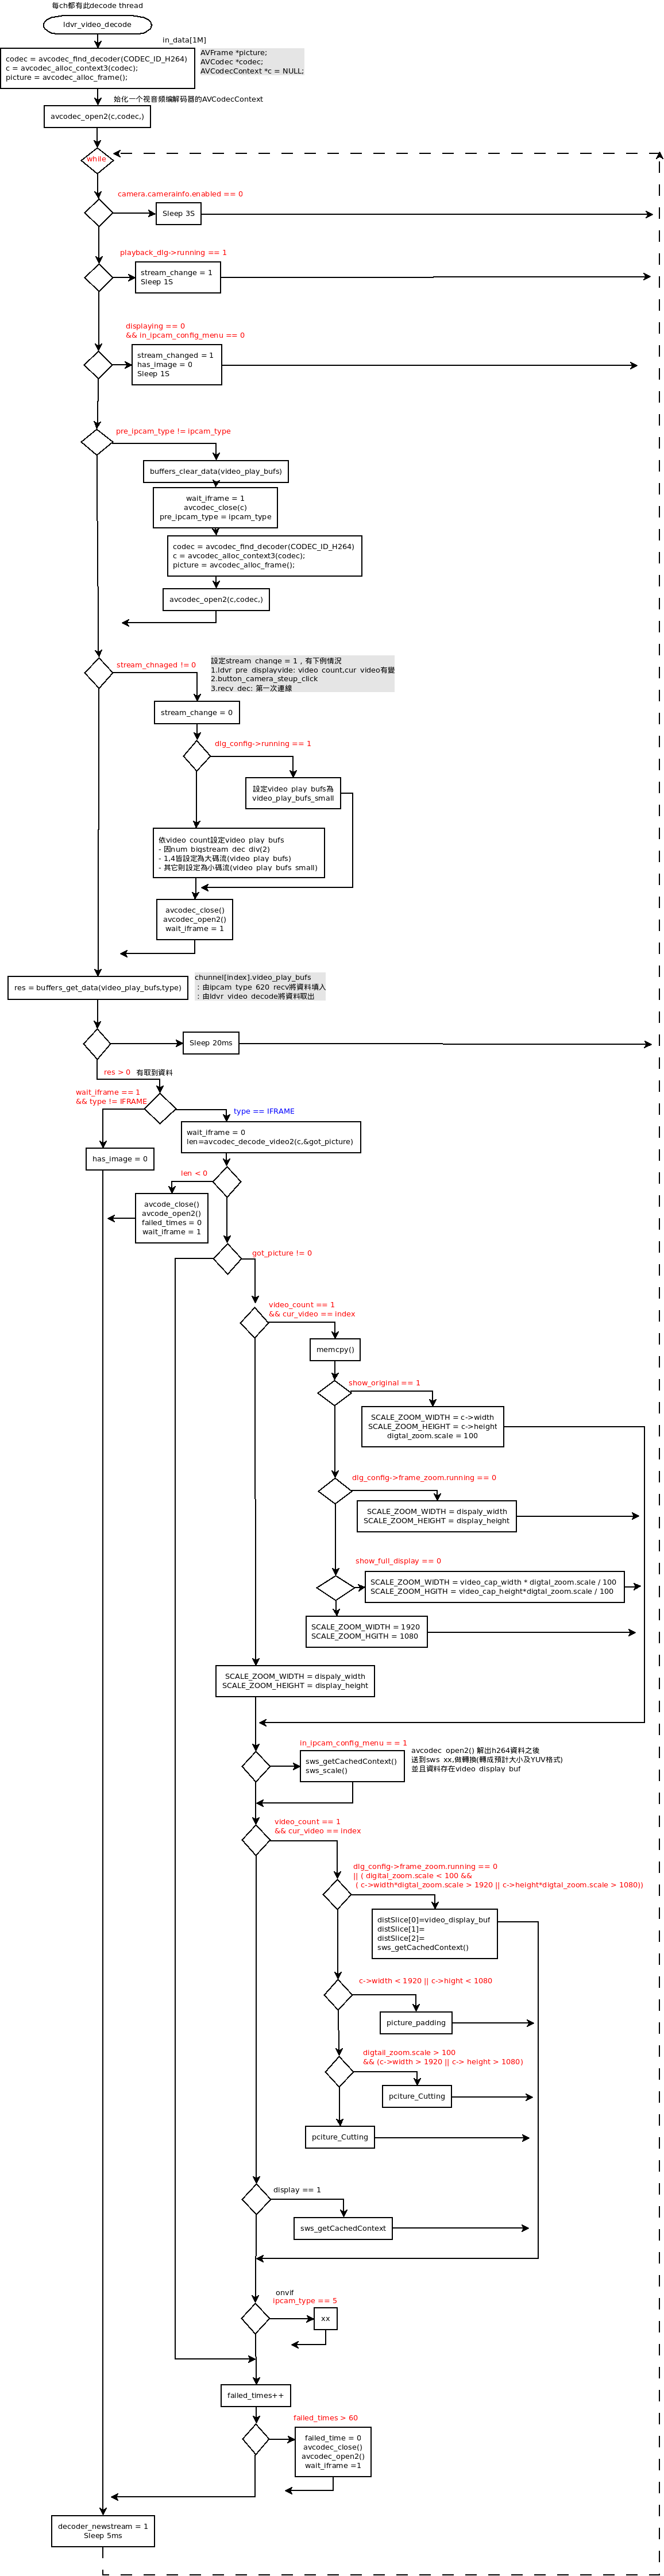 每ch都有此decode thread
ldvr_video_decode
in_data[1M]
codec = avcodec_find_decoder(CODEC_ID_H264)
c = avcodec_alloc_context3(codec);
picture = avcodec_alloc_frame();
AVFrame *picture;
AVCodec *codec;
AVCodecContext *c = NULL;
始化一个视音频编解码器的AVCodecContext
avcodec_open2(c,codec,)
while
camera.camerainfo.enabled == 0
Sleep 3S
playback_dlg->running == 1
stream_change = 1
Sleep 1S
displaying == 0
&& in_ipcam_config_menu == 0
stream_changed = 1
has_image = 0
Sleep 1S
pre_ipcam_type != ipcam_type
buffers_clear_data(video_play_bufs)
wait_iframe = 1
avcodec_close(c)
pre_ipcam_type = ipcam_type
codec = avcodec_find_decoder(CODEC_ID_H264)
c = avcodec_alloc_context3(codec);
picture = avcodec_alloc_frame();
avcodec_open2(c,codec,)
stream_chnaged != 0
設定stream_change = 1 , 有下例情況
1.ldvr_pre_displayvide: video_count,cur_video有變
2.button_camera_steup_click
3.recv_dec: 第一次連線
stream_change = 0
dlg_config->running == 1
設定video_play_bufs為
video_play_bufs_small
依video_count設定video_play_bufs
- 因num_bigstream_dec_div(2)
- 1,4皆設定為大碼流(video_play_bufs)
- 其它則設定為小碼流(video_play_bufs_small)
avcodec_close()
avcodec_open2()
wait_iframe = 1
res = buffers_get_data(video_play_bufs,type)
chunnel[index].video_play_bufs
: 由ipcam_type_620_recv將資料填入
: 由ldvr_video_decode將資料取出
Sleep 20ms
res > 0 有取到資料
wait_iframe == 1
&& type != IFRAME
type == IFRAME
wait_iframe = 0
len=avcodec_decode_video2(c,&got_picture)
has_image = 0
len < 0
avcode_close()
avcode_open2()
failed_times = 0
wait_iframe = 1
got_picture != 0
video_count == 1
&& cur_video == index
memcpy()
show_original == 1
SCALE_ZOOM_WIDTH = c->width
SCALE_ZOOM_HEIGHT = c->height
digtal_zoom.scale = 100
dlg_config->frame_zoom.running == 0
SCALE_ZOOM_WIDTH = dispaly_width
SCALE_ZOOM_HEIGHT = display_height
show_full_display == 0
SCALE_ZOOM_WIDTH = video_cap_width * digtal_zoom.scale / 100
SCALE_ZOOM_HGITH = video_cap_height*digtal_zoom.scale / 100
SCALE_ZOOM_WIDTH = 1920
SCALE_ZOOM_HGITH = 1080
SCALE_ZOOM_WIDTH = dispaly_width
SCALE_ZOOM_HEIGHT = display_height
in_ipcam_config_menu = = 1
sws_getCachedContext()
sws_scale()
avcodec_open2() 解出h264資料之後
送到sws_xx,做轉換(轉成預計大小及YUV格式)
並且資料存在video_display_buf
video_count == 1
&& cur_video == index
dlg_config->frame_zoom.running == 0
|| ( digital_zoom.scale < 100 &&
( c->width*digtal_zoom.scale > 1920 || c->height*digtal_zoom.scale > 1080))
distSlice[0]=video_display_buf
distSlice[1]=
distSlice[2]=
sws_getCachedContext()
c->width < 1920 || c->hight < 1080
picture_padding
digtail_zoom.scale > 100
&& (c->width > 1920 || c-> height > 1080)
pciture_Cutting
pciture_Cutting
display == 1
sws_getCachedContext
onvif
ipcam_type == 5
xx
failed_times++
failed_times > 60
failed_time = 0
avcodec_close()
avcodec_open2()
wait_iframe =1
decoder_newstream = 1
Sleep 5ms